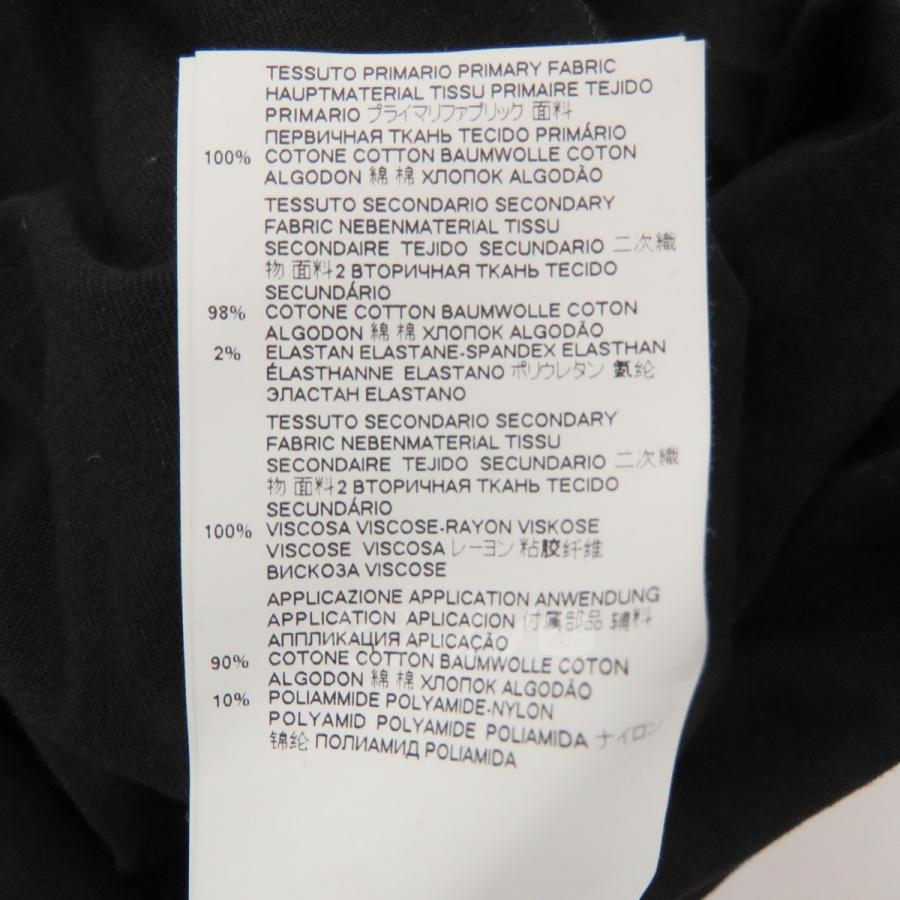 TESSUTO PRIMARIO PRIMARY FABRIC
HAUPTMATERIAL TISSU PRIMAIRE TEJIDO
PRIMARIO プライマリファブリック 面料
ПЕРВИЧНАЯ ТКАНЬ TECIDO PRIMÁRIO
100% COTONE COTTON BAUMWOLLE COTON
ALGODON 綿 棉 ХЛОПОК ALGODÃO
TESSUTO SECONDARIO SECONDARY
FABRIC NEBENMATERIAL TISSU
SECONDAIRE TEJIDO SECUNDARIO 二次織
物 面料2 ВТОРИЧНАЯ ТКАНЬ TECIDO
SECUNDÁRIO
98% COTONE COTTON BAUMWOLLE COTON
ALGODON 綿 棉 ХЛОПОК ALGODÃO
2% ELASTAN ELASTANE-SPANDEX ELASTHAN
ÉLASTHANNE ELASTANO ポリウレタン 氨纶
ЭЛАСТАН ELASTANO
TESSUTO SECONDARIO SECONDARY
FABRIC NEBENMATERIAL TISSU
SECONDAIRE TEJIDO SECUNDARIO 二次織
物 面料2 ВТОРИЧНАЯ ТКАНЬ TECIDO
SECUNDÁRIO
100% VISCOSA VISCOSE-RAYON VISKOSE
VISCOSE VISCOSA レーヨン 粘胶纤维
ВИСКОЗА VISCOSE
APPLICAZIONE APPLICATION ANWENDUNG
APPLICATION APLICACION 付属部品 辅料
АППЛИКАЦИЯ APLICAÇÃO
90% COTONE COTTON BAUMWOLLE COTON
ALGODON 綿 棉 ХЛОПОК ALGODÃO
10% POLIAMMIDE POLYAMIDE-NYLON
POLYAMID POLYAMIDE POLIAMIDA ナイロン
锦纶 ПОЛИАМИД POLIAMIDA